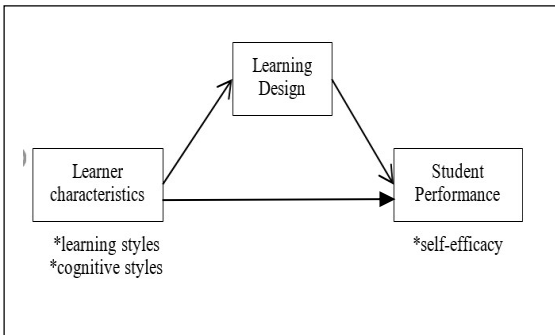 Learning
Design
Learner
characteristics
Student
Performance
*learning styles
*cognitive styles
*self-efficacy